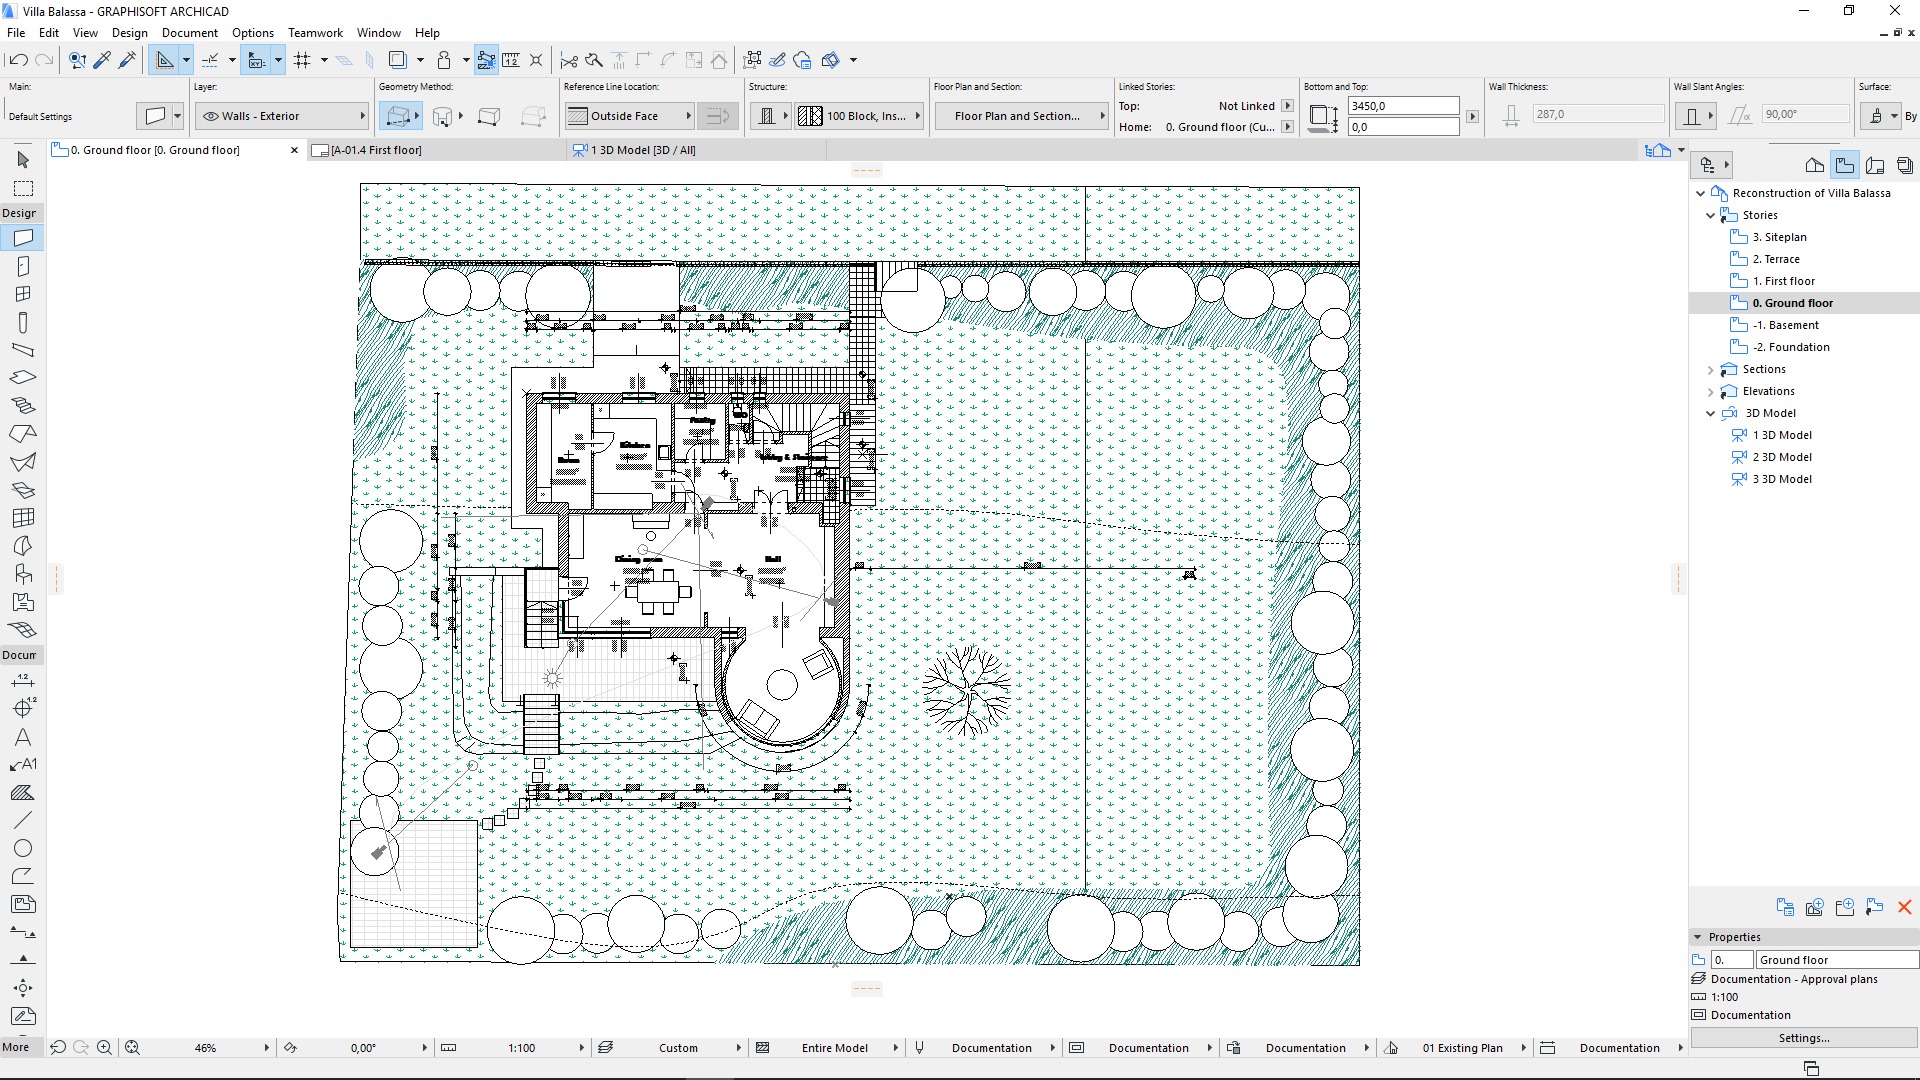 Villa Balassa - GRAPHISOFT ARCHICAD
File Edit View Design Document Options Teamwork Window Help
Main: Layer: Geometry Method: Reference Line Location: Structure: Floor Plan and Section: Linked Stories: Bottom and Top: Wall Thickness: Wall Slant Angles: Surface:
Default Settings Walls - Exterior Outside Face 100 Block, Ins... Floor Plan and Section... Top: Not Linked 3450,0 287,0 90,00° By
Home: 0. Ground floor (Cu... 0,0
0. Ground floor [0. Ground floor] [A-01.4 First floor] 1 3D Model [3D / All]
Design
Docum
1.2
1.2
A
A1
More
Kitchen
Hall
Reconstruction of Villa Balassa
Stories
3. Siteplan
2. Terrace
1. First floor
0. Ground floor
-1. Basement
-2. Foundation
Sections
Elevations
3D Model
1 3D Model
2 3D Model
3 3D Model
Properties
0. Ground floor
Documentation - Approval plans
1:100
Documentation
Settings...
46% 0,00° 1:100 Custom Entire Model Documentation Documentation Documentation 01 Existing Plan Documentation